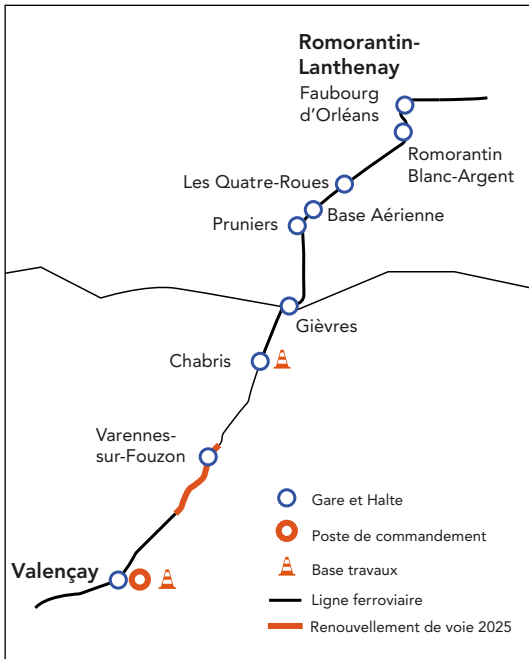 Romorantin-
Lanthenay
Faubourg
d'Orléans
Romorantin
Blanc-Argent
Les Quatre-Roues
Base Aérienne
Pruniers
Gièvres
Chabris
Varennes-
sur-Fouzon
Valençay
Gare et Halte
Poste de commandement
Base travaux
Ligne ferroviaire
Renouvellement de voie 2025